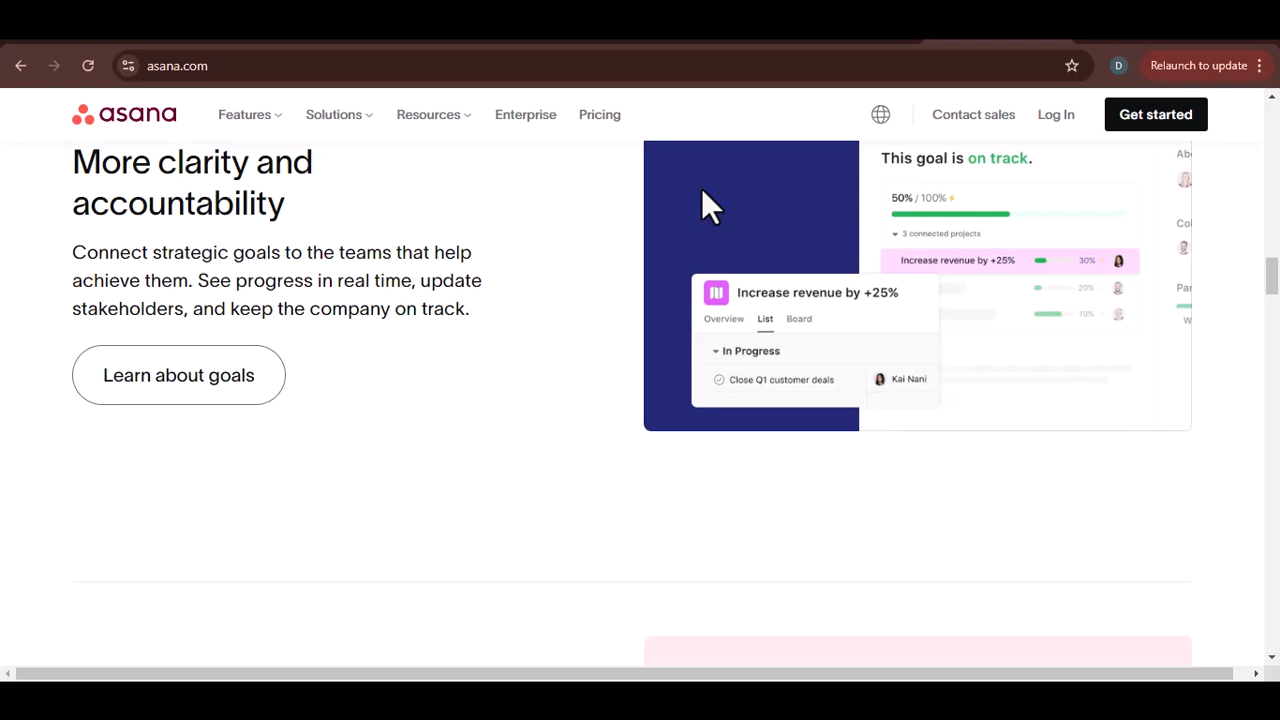 asana.com
D
Relaunch to update
asana
Features
Solutions
Resources
Enterprise
Pricing
Contact sales
Log In
Get started
More clarity and
accountability
Connect strategic goals to the teams that help
achieve them. See progress in real time, update
stakeholders, and keep the company on track.
Learn about goals
This goal is on track.
50% / 100%
3 connected projects
Increase revenue by +25%
30%
20%
70%
Increase revenue by +25%
Overview
List
Board
In Progress
Close Q1 customer deals
Kai Nani
Ab
Col
Par
W